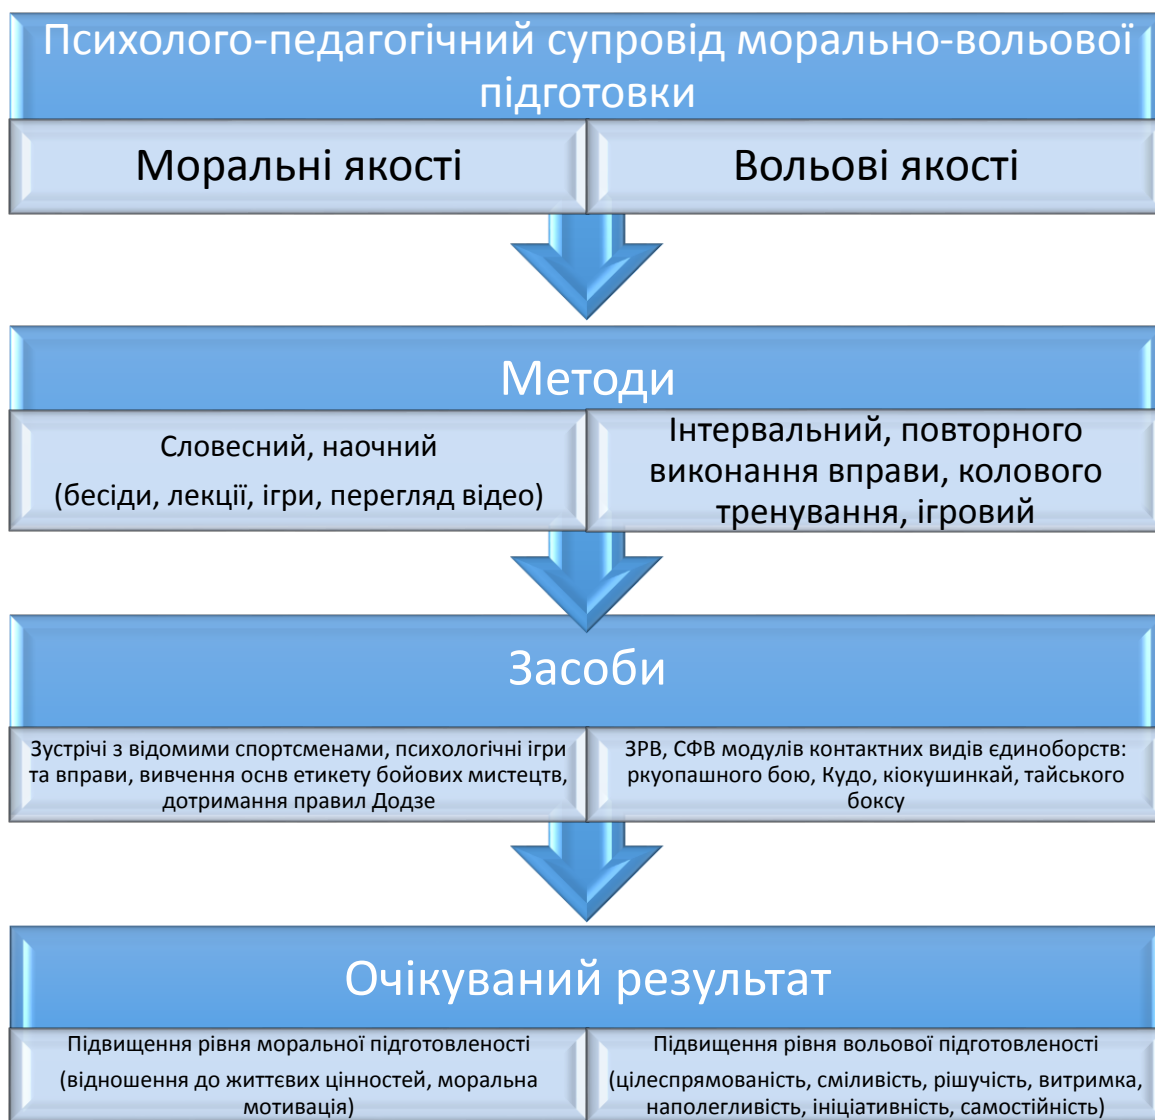 Психолого-педагогічний супровід морально-вольової
підготовки
Моральні якості
Вольові якості
Методи
Словесний, наочний
(бесіди, лекції, ігри, перегляд відео)
Інтервальний, повторного
виконання вправи, колового
тренування, ігровий
Засоби
Зустрічі з відомими спортсменами, психологічні ігри
та вправи, вивчення оснв етикету бойових мистецтв,
дотримання правил Додзе
ЗРВ, СФВ модулів контактних видів єдиноборств:
ркуопашного бою, Кудо, кіокушинкай, тайського
боксу
Очікуваний результат
Підвищення рівня моральної підготовленості
(відношення до життєвих цінностей, моральна
мотивація)
Підвищення рівня вольової підготовленості
(цілеспрямованість, сміливість, рішучість, витримка,
наполегливість, ініціативність, самостійність)